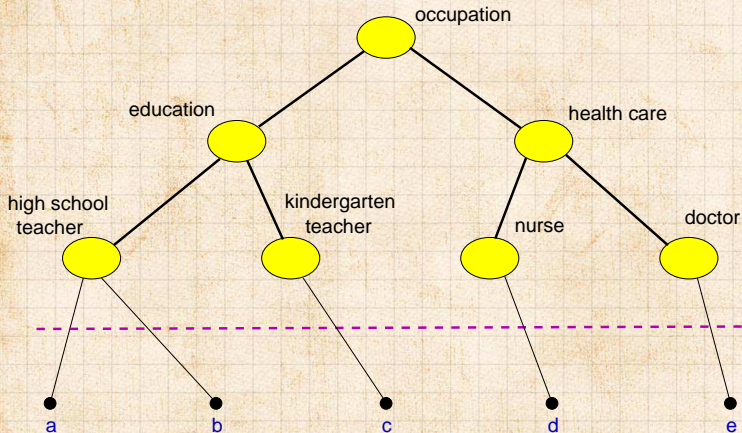 occupation
education
health care
high school
teacher
kindergarten
teacher
nurse
doctor
a
b
c
d
e